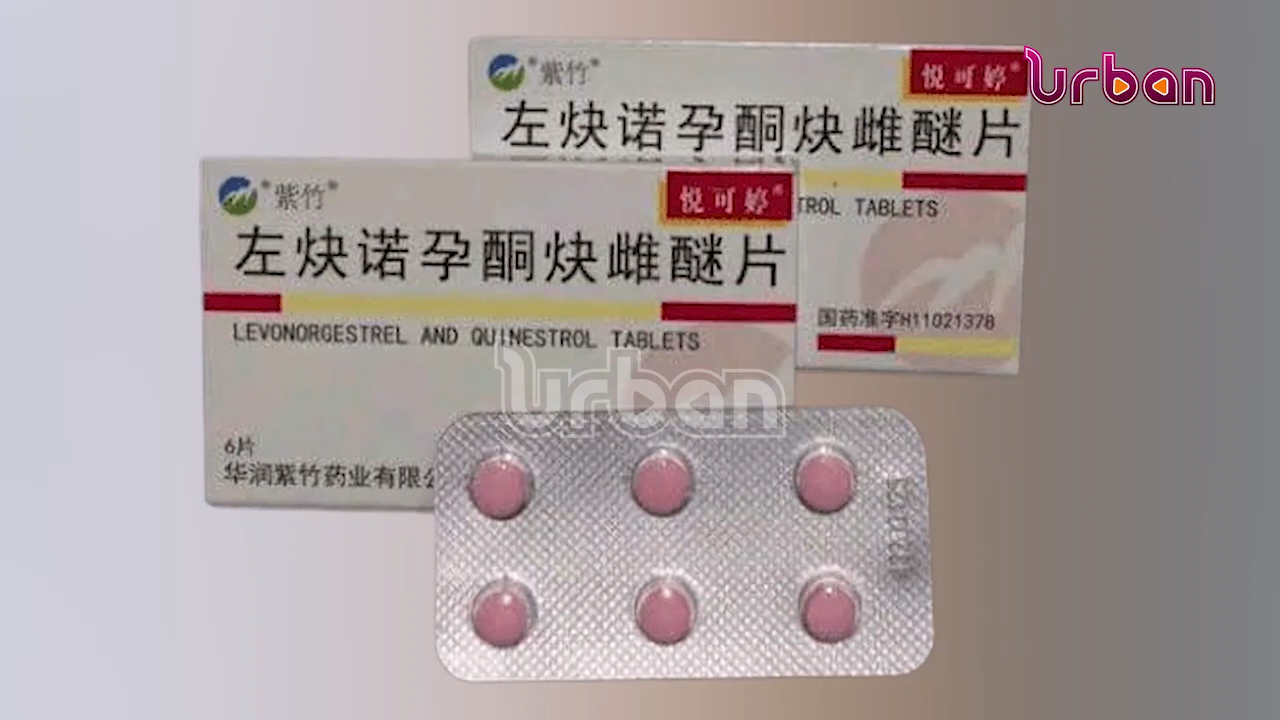 urban
紫竹®
悦可婷®
左炔诺孕酮炔雌醚片
TROL TABLETS
国药准字H11021378
紫竹®
悦可婷®
左炔诺孕酮炔雌醚片
LEVONORGESTREL AND QUINESTROL TABLETS
urban
6片
华润紫竹药业有限